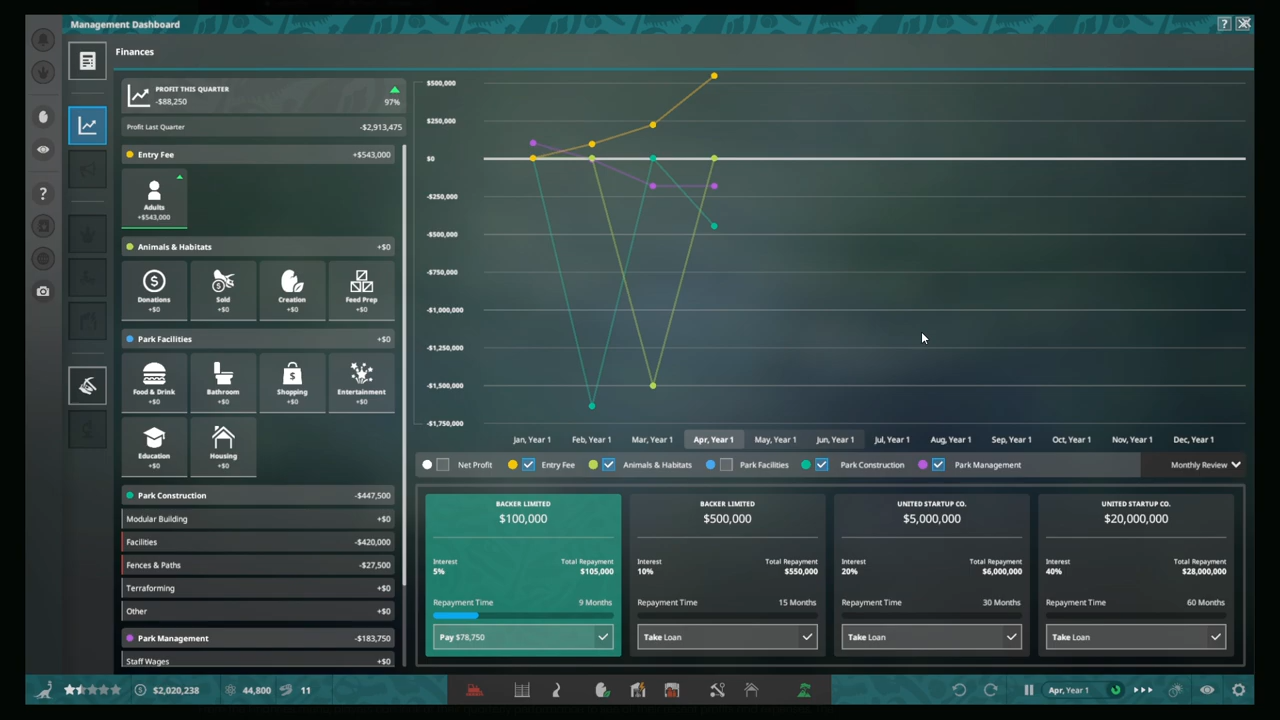 Management Dashboard
?
Finances
PROFIT THIS QUARTER
-$88,250
97%
Profit Last Quarter
-$2,913,475
Entry Fee
+$543,000
Adults
+$543,000
Animals & Habitats
+$0
Donations
+$0
Sold
+$0
Creation
+$0
Feed Prep
+$0
Park Facilities
+$0
Food & Drink
+$0
Bathroom
+$0
Shopping
+$0
Entertainment
+$0
Education
+$0
Housing
+$0
Park Construction
-$447,500
Modular Building
+$0
Facilities
-$420,000
Fences & Paths
-$27,500
Terraforming
+$0
Other
+$0
Park Management
-$183,750
Staff Wages
+$0
$500,000
$250,000
$0
-$250,000
-$500,000
-$750,000
-$1,000,000
-$1,250,000
-$1,500,000
-$1,750,000
Jan, Year 1
Feb, Year 1
Mar, Year 1
Apr, Year 1
May, Year 1
Jun, Year 1
Jul, Year 1
Aug, Year 1
Sep, Year 1
Oct, Year 1
Nov, Year 1
Dec, Year 1
Net Profit
Entry Fee
Animals & Habitats
Park Facilities
Park Construction
Park Management
Monthly Review
BACKER LIMITED
$100,000
Interest
5%
Total Repayment
$105,000
Repayment Time
9 Months
Pay $78,750
BACKER LIMITED
$500,000
Interest
10%
Total Repayment
$550,000
Repayment Time
15 Months
Take Loan
UNITED STARTUP CO.
$5,000,000
Interest
20%
Total Repayment
$6,000,000
Repayment Time
30 Months
Take Loan
UNITED STARTUP CO.
$20,000,000
Interest
40%
Total Repayment
$28,000,000
Repayment Time
60 Months
Take Loan
?
$2,020,238
44,800
11
Apr, Year 1